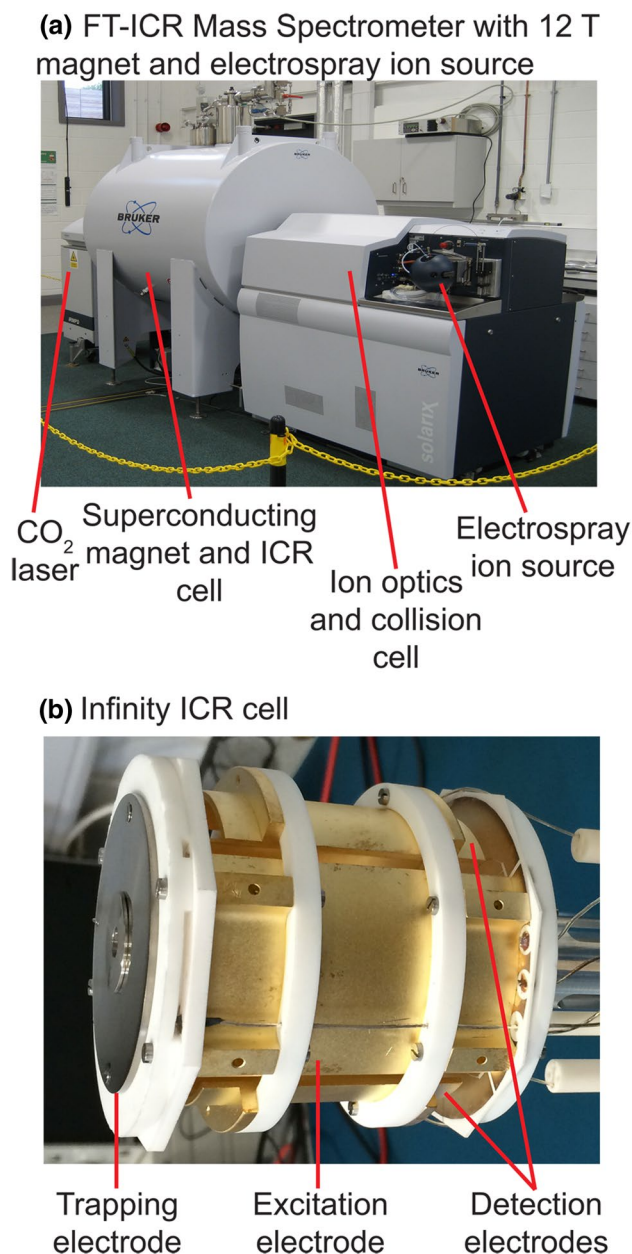 (a) FT-ICR Mass Spectrometer with 12 T
magnet and electrospray ion source
BRUKER
BRUKER
solarix
CO2
laser
Superconducting
magnet and ICR
cell
Ion optics
and collision
cell
Electrospray
ion source
(b) Infinity ICR cell
Trapping
electrode
Excitation
electrode
Detection
electrodes